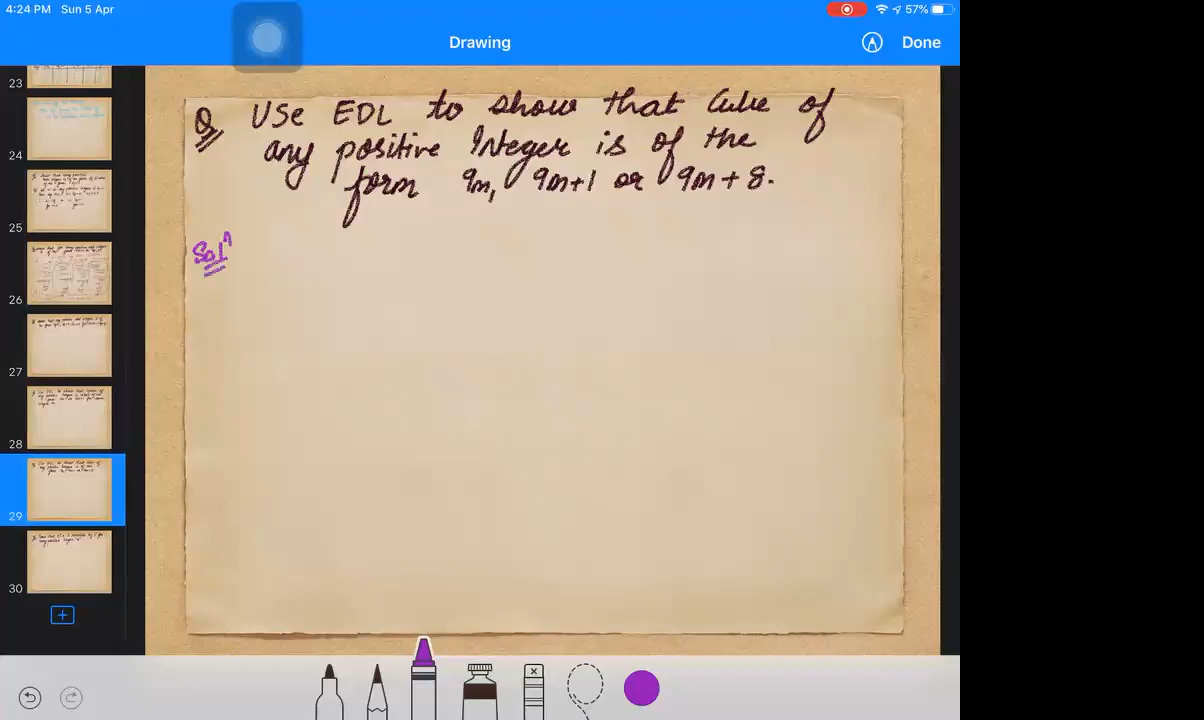 4:24 PM Sun 5 Apr
57%
Drawing
Done
Q USE EDL to show that Cube of
any positive Integer is of the
form 9m, 9m+1 or 9m + 8.
Solⁿ
23
24
25
26
27
28
29
30